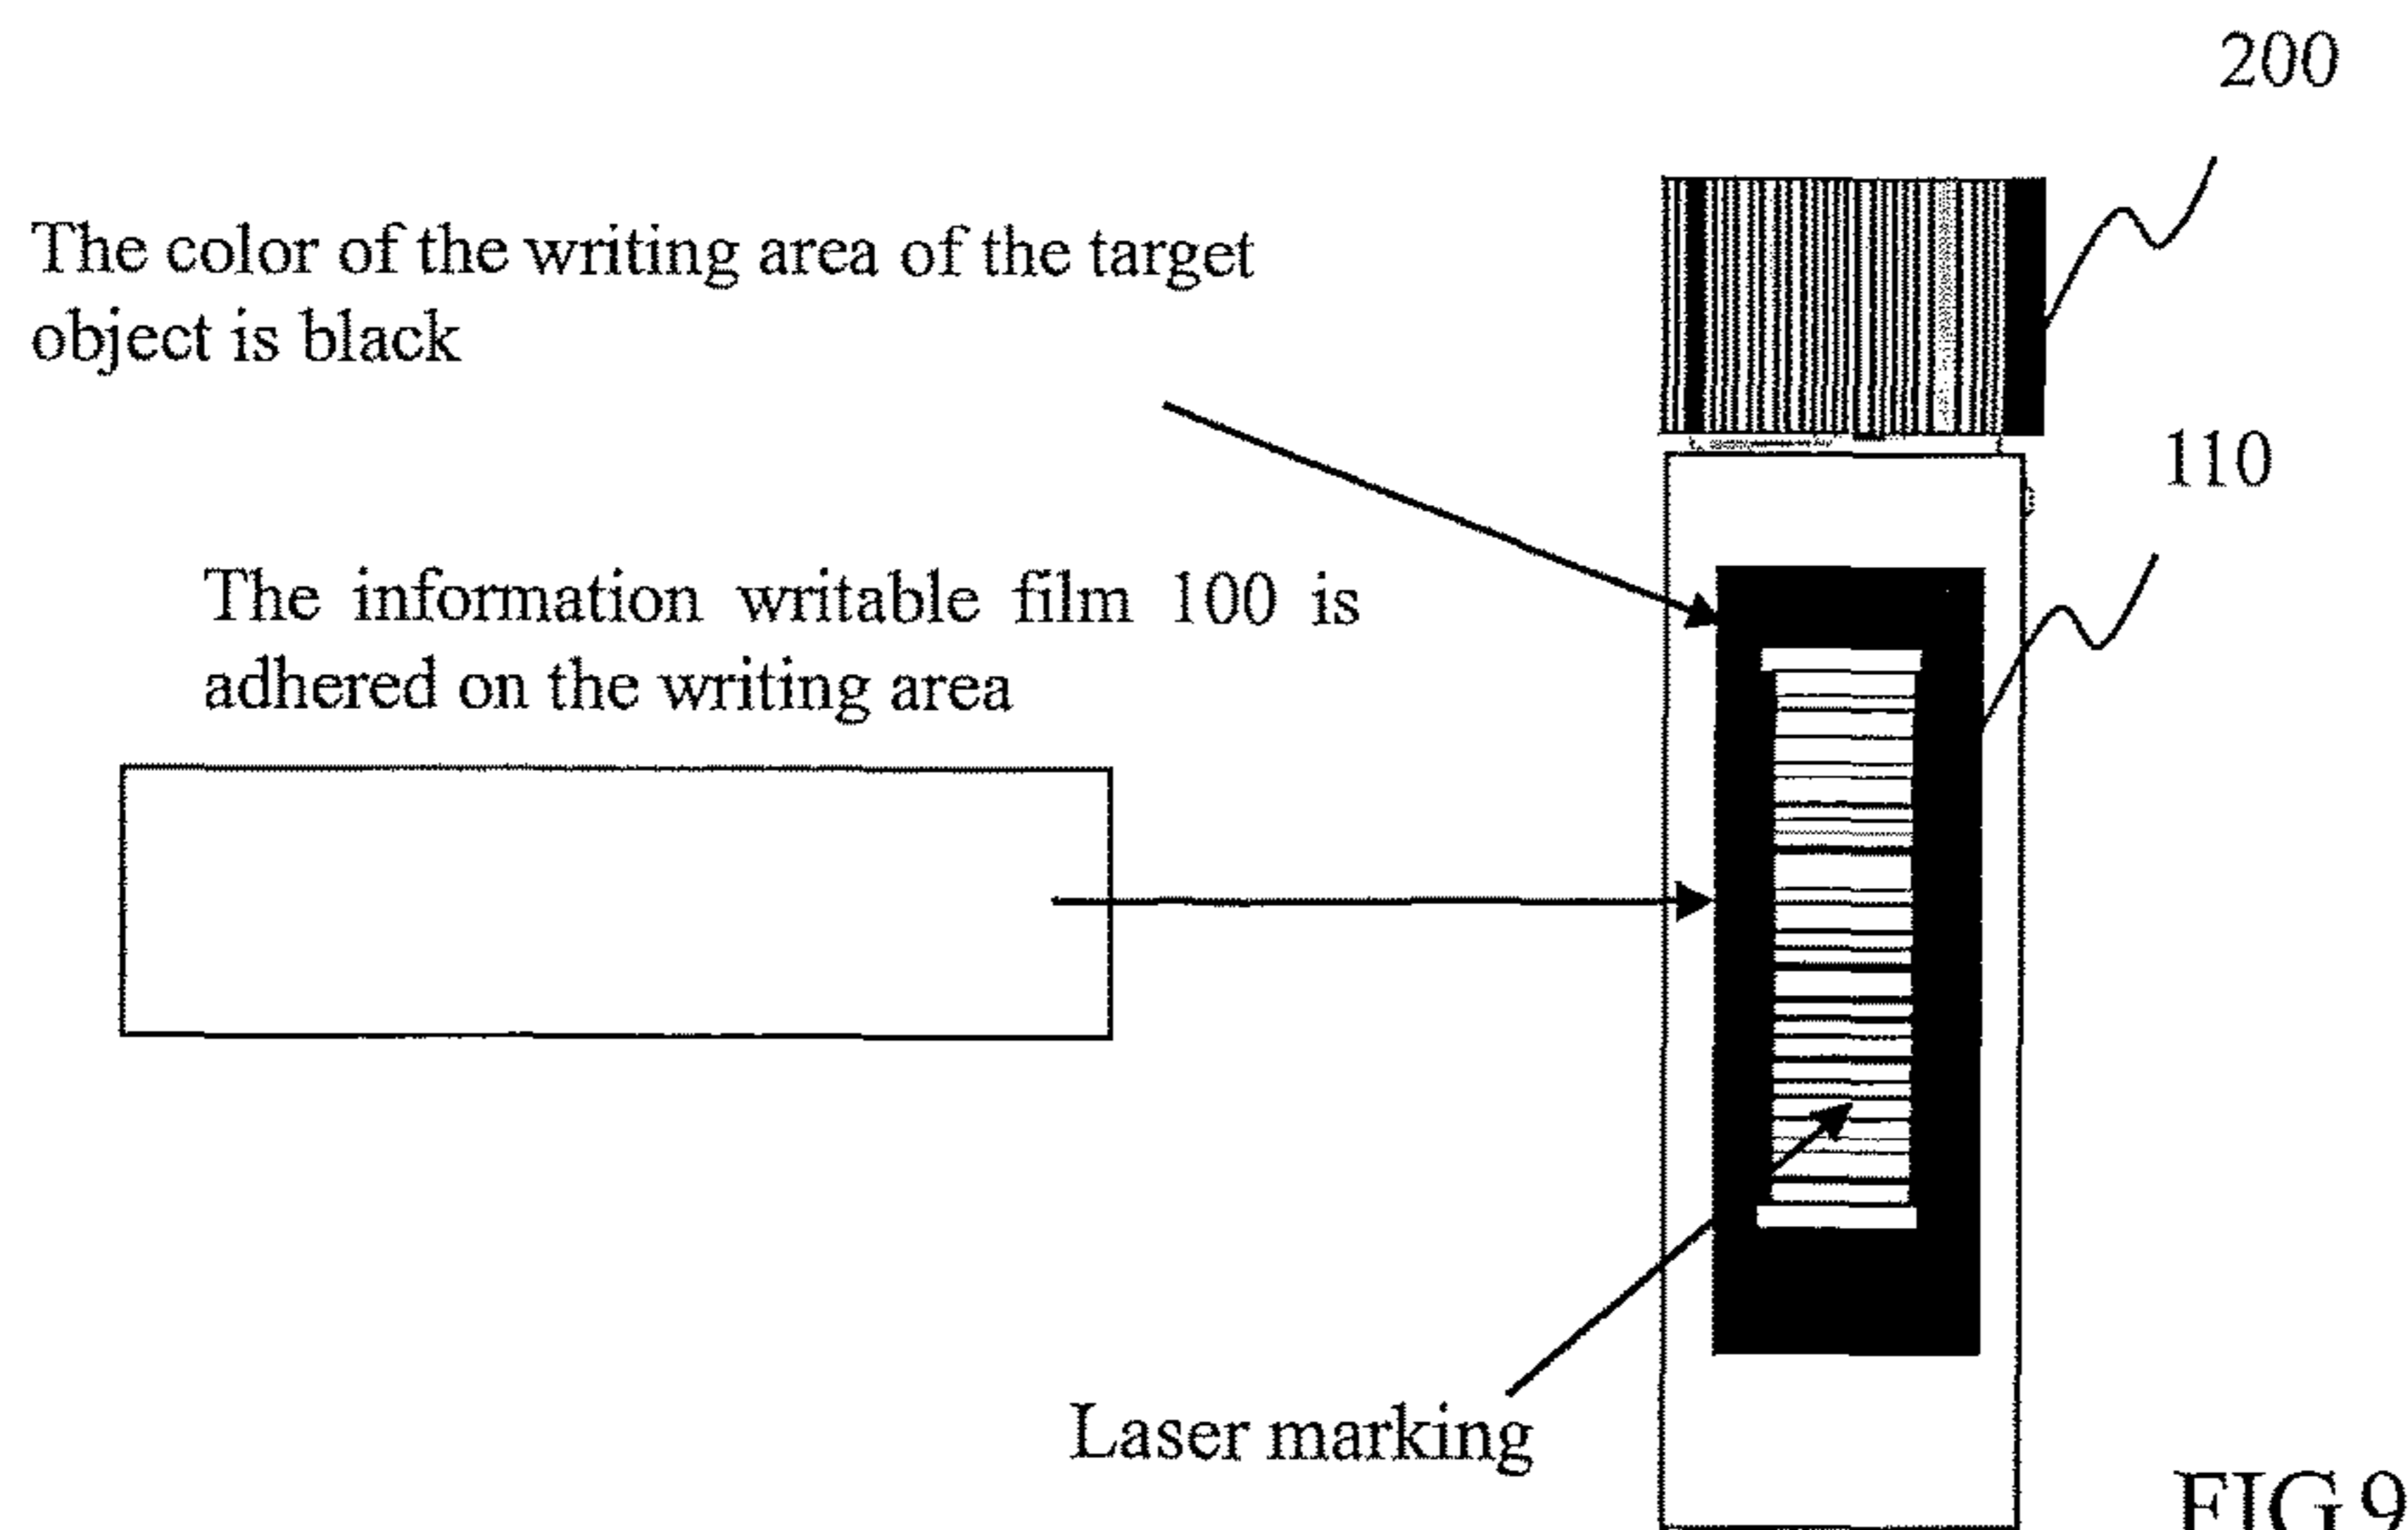 200
The color of the writing area of the target
object is black
110
The information writable film 100 is
adhered on the writing area
Laser marking
FIG.9